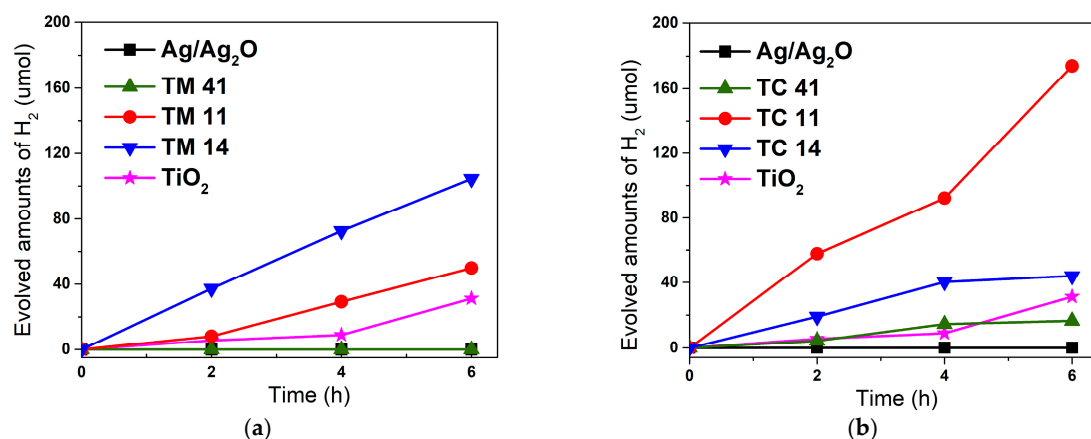 Evolved amounts of H₂ (umol)
200
160
120
80
40
0
Ag/Ag₂O
TM 41
TM 11
TM 14
TiO₂
0 2 4 6
Time (h)
(a)
Evolved amounts of H₂ (umol)
200
160
120
80
40
0
Ag/Ag₂O
TC 41
TC 11
TC 14
TiO₂
0 2 4 6
Time (h)
(b)